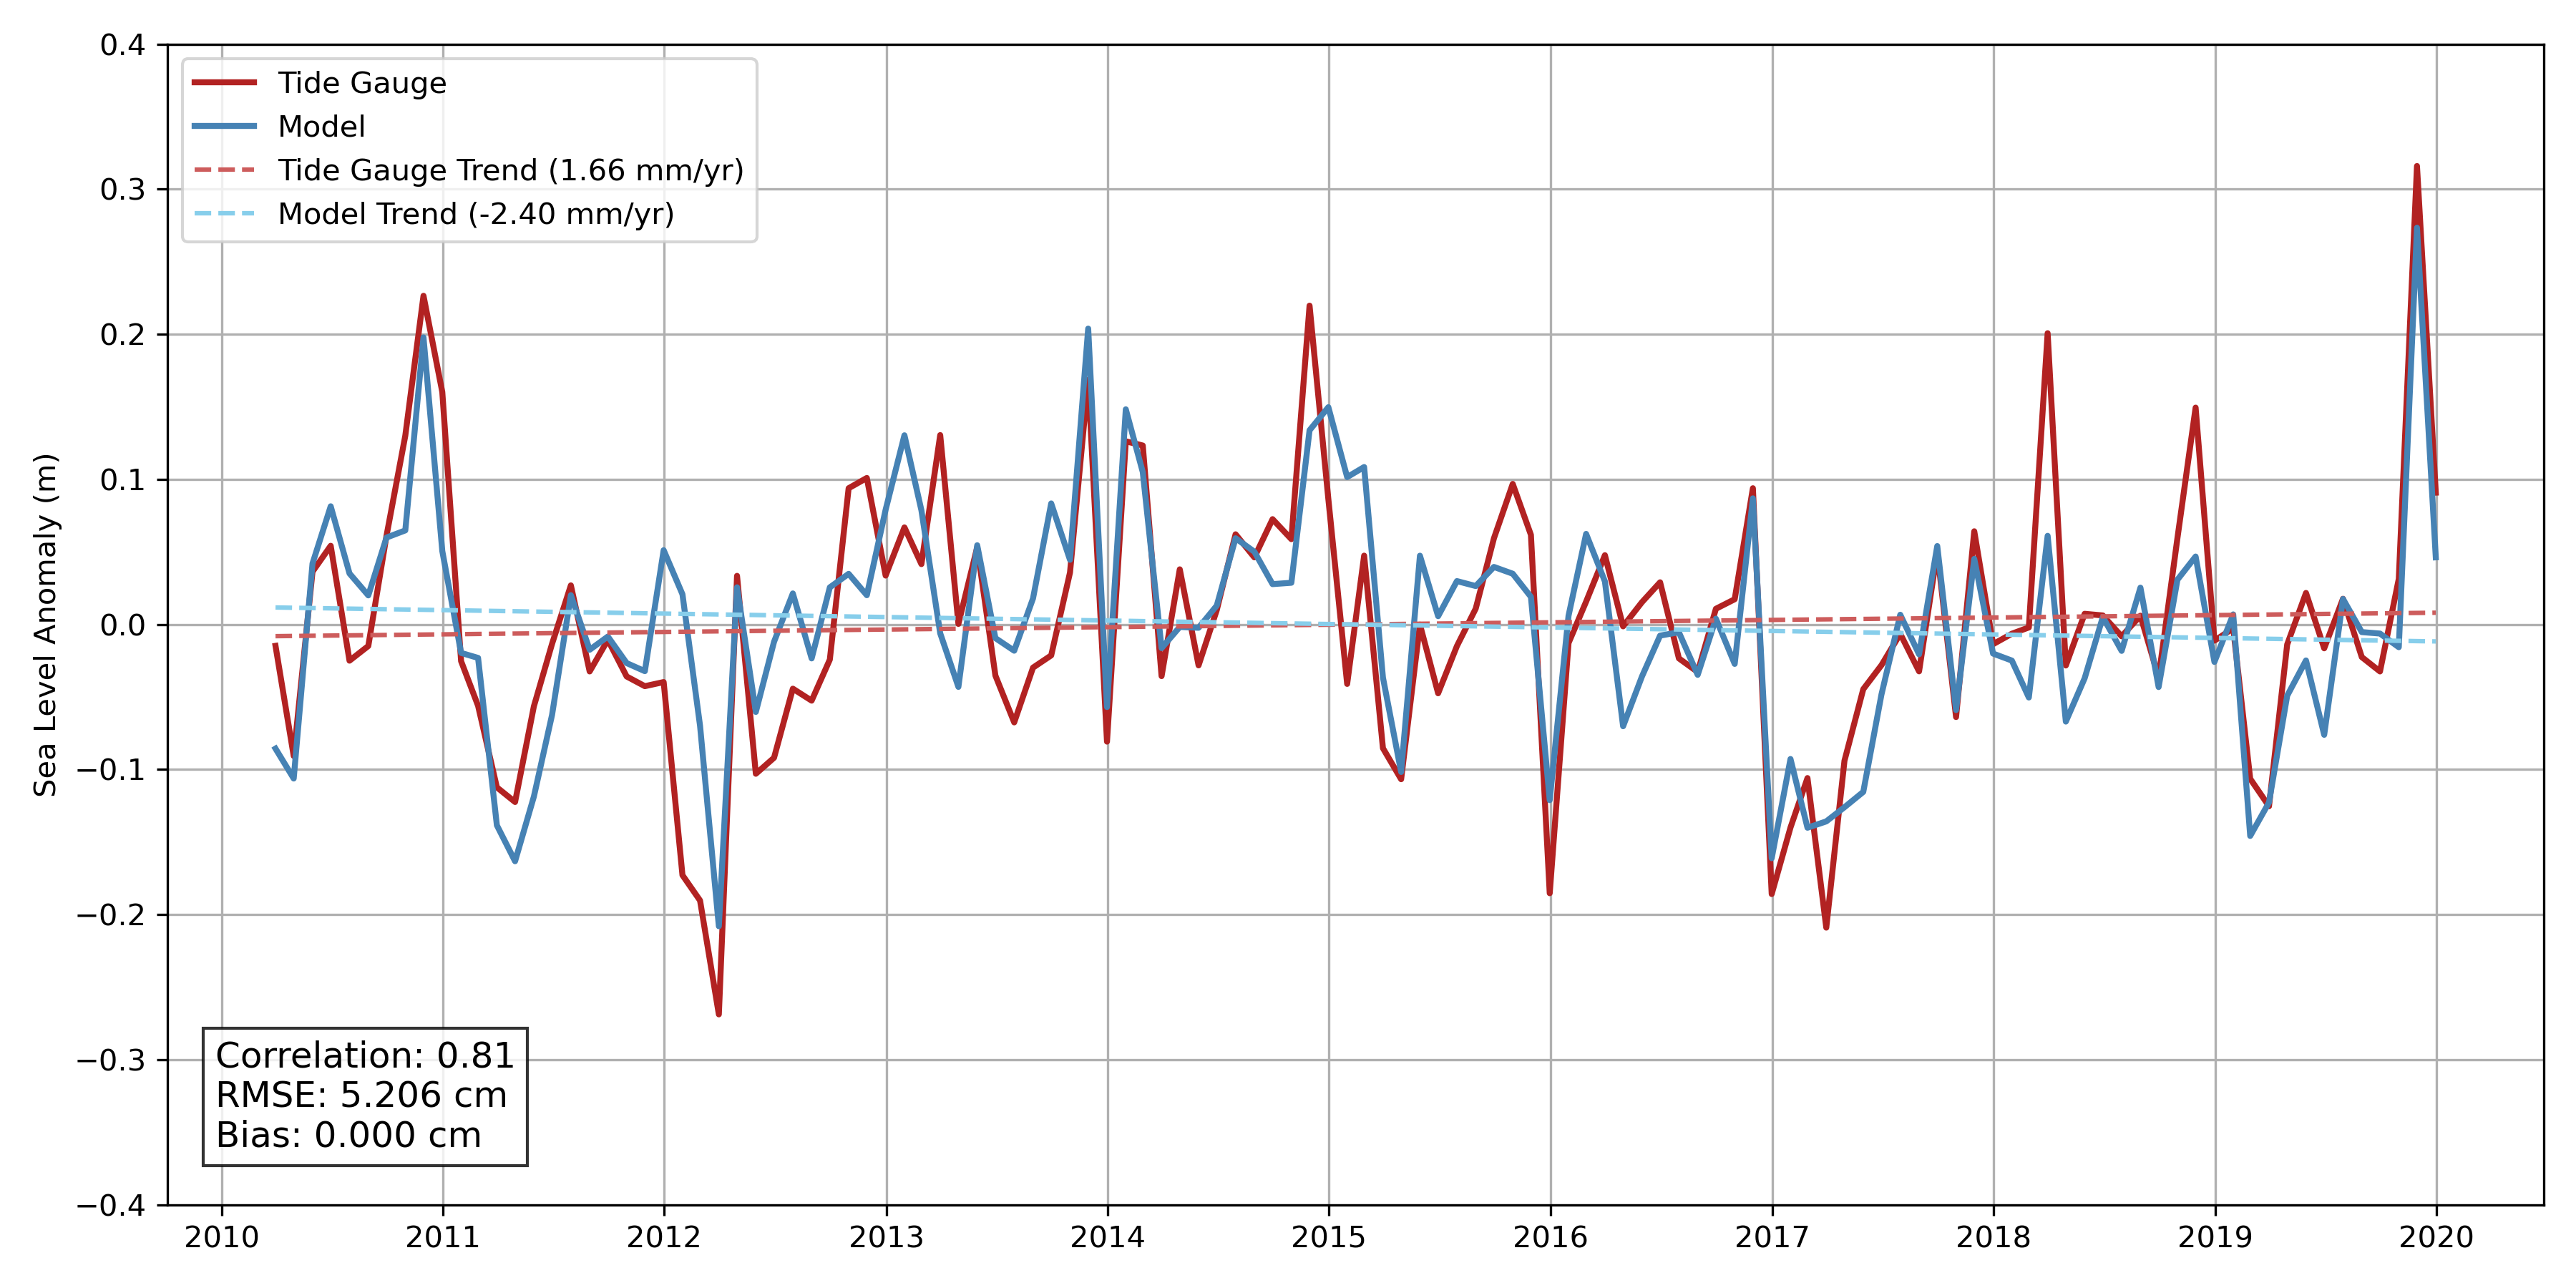 Tide Gauge
Model
Tide Gauge Trend (1.66 mm/yr)
Model Trend (-2.40 mm/yr)
Sea Level Anomaly (m)
0.4
0.3
0.2
0.1
0.0
−0.1
−0.2
−0.3
−0.4
Correlation: 0.81
RMSE: 5.206 cm
Bias: 0.000 cm
2010 2011 2012 2013 2014 2015 2016 2017 2018 2019 2020